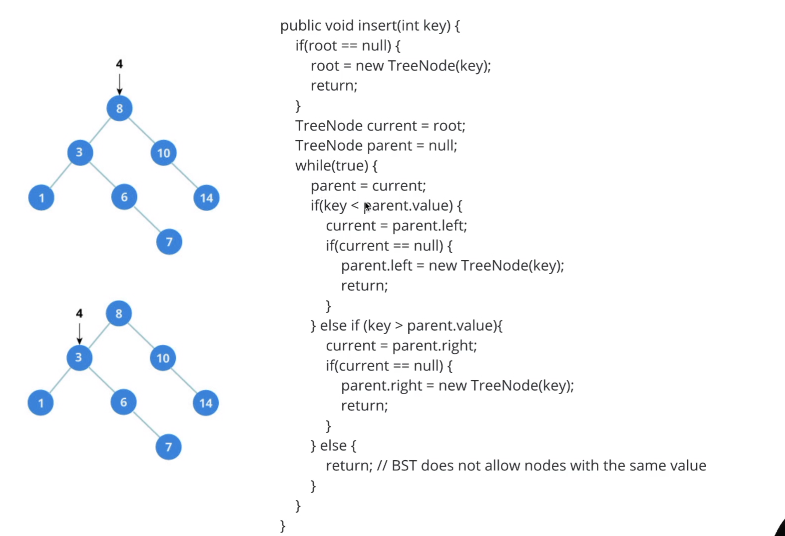 4
8
3
10
1
6
14
7
4
8
3
10
1
6
14
7
public void insert(int key) {
if(root == null) {
root = new TreeNode(key);
return;
}
TreeNode current = root;
TreeNode parent = null;
while(true) {
parent = current;
if(key < parent.value) {
current = parent.left;
if(current == null) {
parent.left = new TreeNode(key);
return;
}
} else if (key > parent.value){
current = parent.right;
if(current == null) {
parent.right = new TreeNode(key);
return;
}
} else {
return; // BST does not allow nodes with the same value
}
}
}